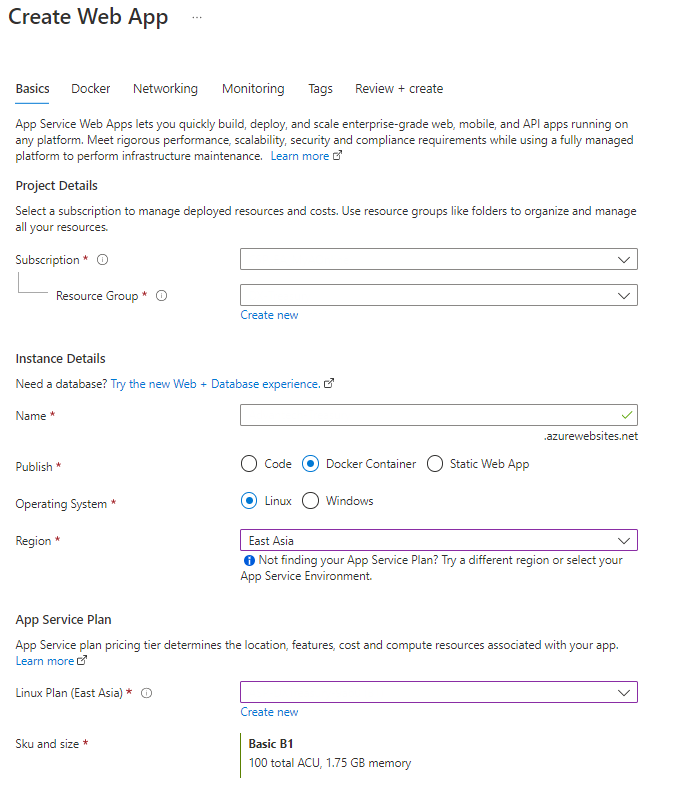 Create Web App ...
Basics Docker Networking Monitoring Tags Review + create
App Service Web Apps lets you quickly build, deploy, and scale enterprise-grade web, mobile, and API apps running on
any platform. Meet rigorous performance, scalability, security and compliance requirements while using a fully managed
platform to perform infrastructure maintenance. Learn more
Project Details
Select a subscription to manage deployed resources and costs. Use resource groups like folders to organize and manage
all your resources.
Subscription *
Resource Group *
Create new
Instance Details
Need a database? Try the new Web + Database experience.
Name *
.azurewebsites.net
Publish * Code Docker Container Static Web App
Operating System * Linux Windows
Region * East Asia
Not finding your App Service Plan? Try a different region or select your
App Service Environment.
App Service Plan
App Service plan pricing tier determines the location, features, cost and compute resources associated with your app.
Learn more
Linux Plan (East Asia) *
Create new
Sku and size * Basic B1
100 total ACU, 1.75 GB memory